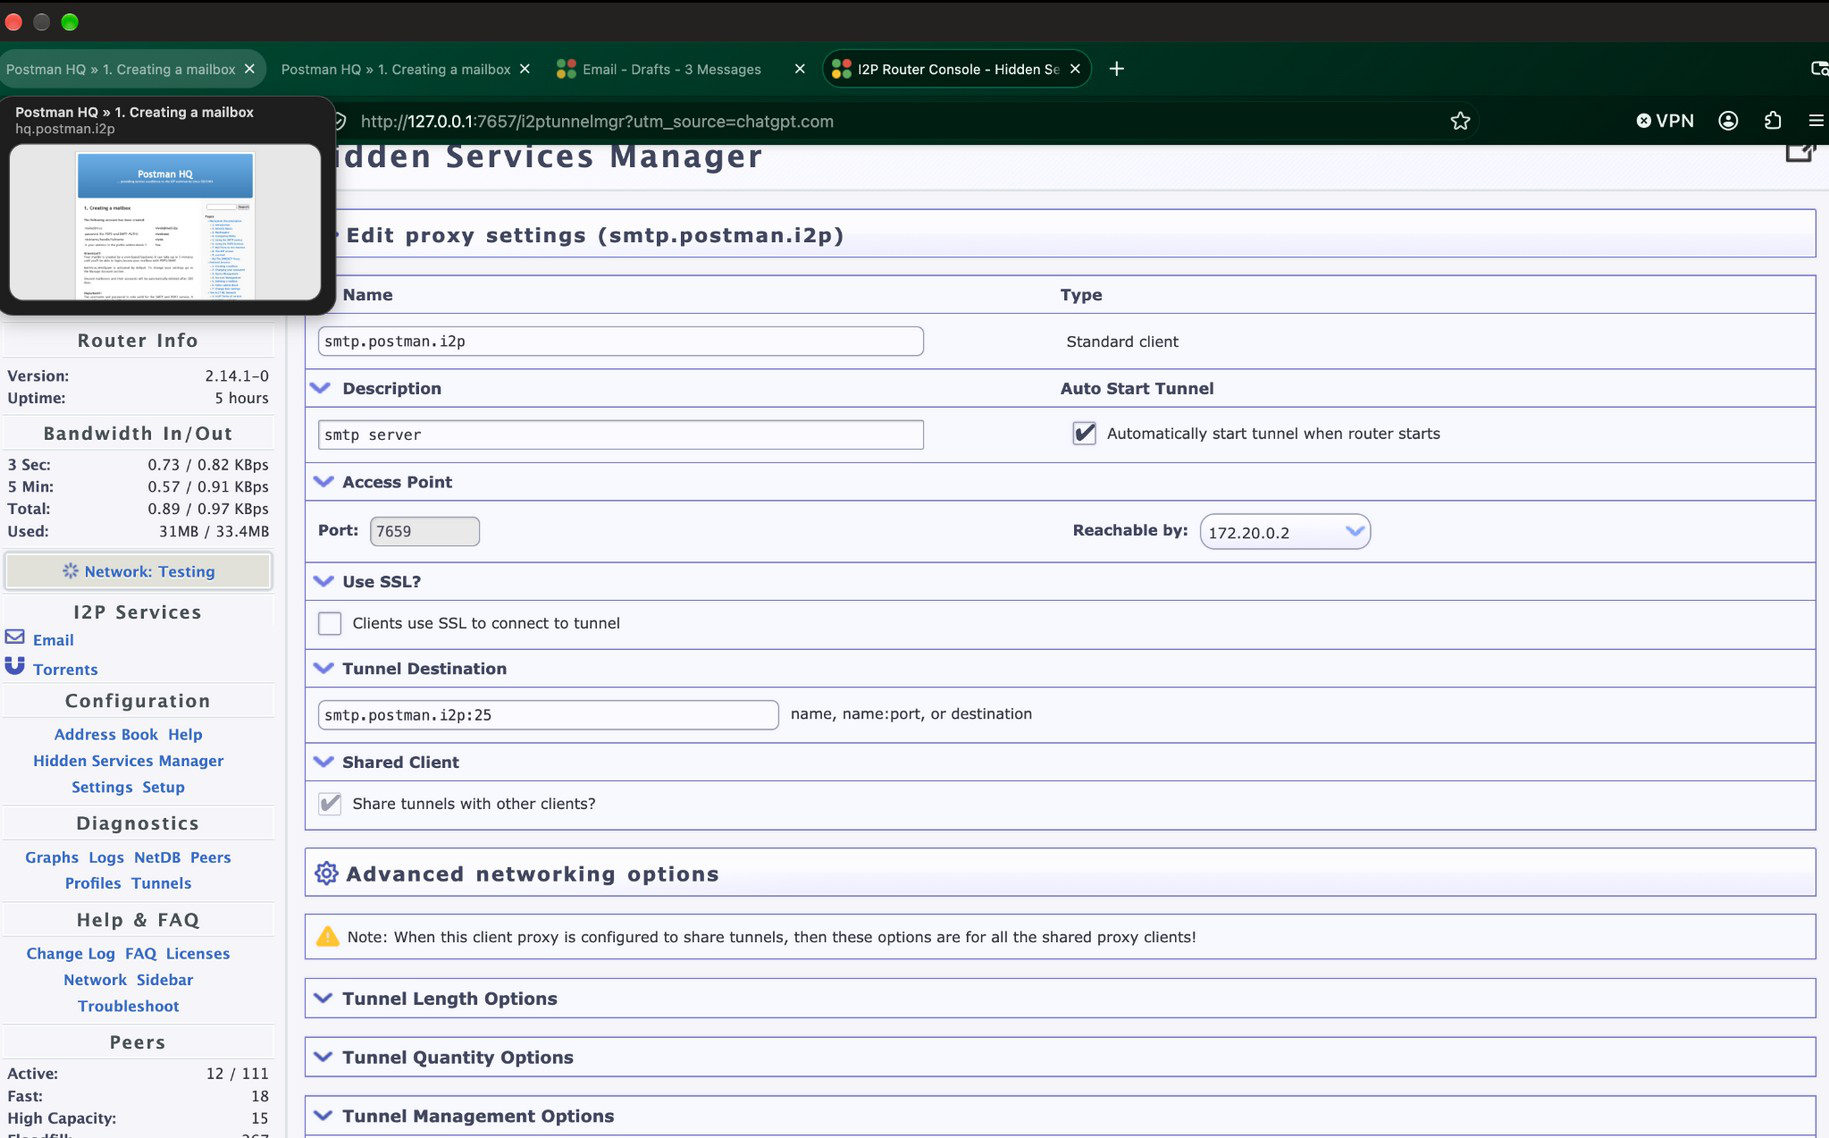 Postman HQ » 1. Creating a mailbox
Postman HQ » 1. Creating a mailbox
Email - Drafts - 3 Messages
I2P Router Console - Hidden Se
Postman HQ » 1. Creating a mailbox
hq.postman.i2p
http://127.0.0.1:7657/i2ptunnelmgr?utm_source=chatgpt.com
VPN
Postman HQ
1. Creating a mailbox
idden Services Manager
Edit proxy settings (smtp.postman.i2p)
Name
Type
smtp.postman.i2p
Standard client
Description
Auto Start Tunnel
smtp server
Automatically start tunnel when router starts
Access Point
Port: 7659
Reachable by: 172.20.0.2
Use SSL?
Clients use SSL to connect to tunnel
Tunnel Destination
smtp.postman.i2p:25 name, name:port, or destination
Shared Client
Share tunnels with other clients?
Advanced networking options
Note: When this client proxy is configured to share tunnels, then these options are for all the shared proxy clients!
Tunnel Length Options
Tunnel Quantity Options
Tunnel Management Options
Router Info
Version: 2.14.1-0
Uptime: 5 hours
Bandwidth In/Out
3 Sec: 0.73 / 0.82 KBps
5 Min: 0.57 / 0.91 KBps
Total: 0.89 / 0.97 KBps
Used: 31MB / 33.4MB
Network: Testing
I2P Services
Email
Torrents
Configuration
Address Book Help
Hidden Services Manager
Settings Setup
Diagnostics
Graphs Logs NetDB Peers
Profiles Tunnels
Help & FAQ
Change Log FAQ Licenses
Network Sidebar
Troubleshoot
Peers
Active: 12 / 111
Fast: 18
High Capacity: 15